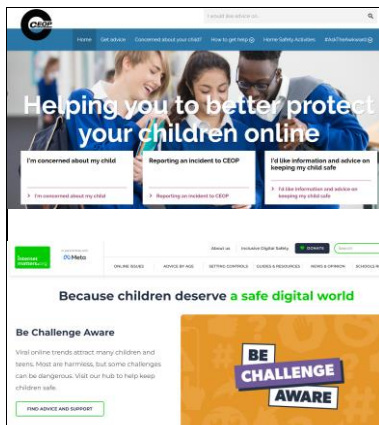 CEOP
I would like advice on..
Home Get advice Concerned about your child? How to get help Home Safety Activities #AskTheAwkward
Helping you to better protect
your children online
I'm concerned about my child
> I'm concerned about my child
Reporting an incident to CEOP
> Reporting an incident to CEOP
I'd like information and advice on
keeping my child safe
> I'd like information and advice on
keeping my child safe
internet
matters.org
Meta
About us Inclusive Digital Safety DONATE Search
ONLINE ISSUES ADVICE BY AGE SETTING CONTROLS GUIDES & RESOURCES NEWS & OPINION SCHOOLS
Because children deserve a safe digital world
Be Challenge Aware
Viral online trends attract many children and
teens. Most are harmless, but some challenges
can be dangerous. Visit our hub to help keep
children safe.
FIND ADVICE AND SUPPORT
BE
CHALLENGE
AWARE